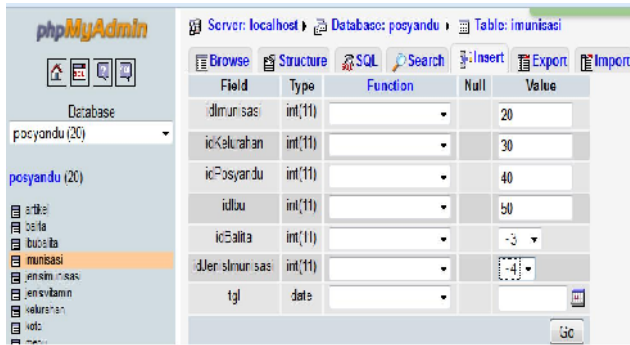 phpMyAdmin
Server: localhost Database: posyandu Table: imunisasi
Browse Structure SQL Search Insert Export Import
Database
posyandu (20)
posyandu (20)
artikel
balita
ibubalita
imunisasi
jenisimunisasi
jenisvitamin
kelurahan
kota
menu
Field Type Function Null Value
idImunisasi int(11) 20
idKelurahan int(11) 30
idPosyandu int(11) 40
idIbu int(11) 50
idBalita int(11) -3
idJenisImunisasi int(11) -4
tgl date
Go